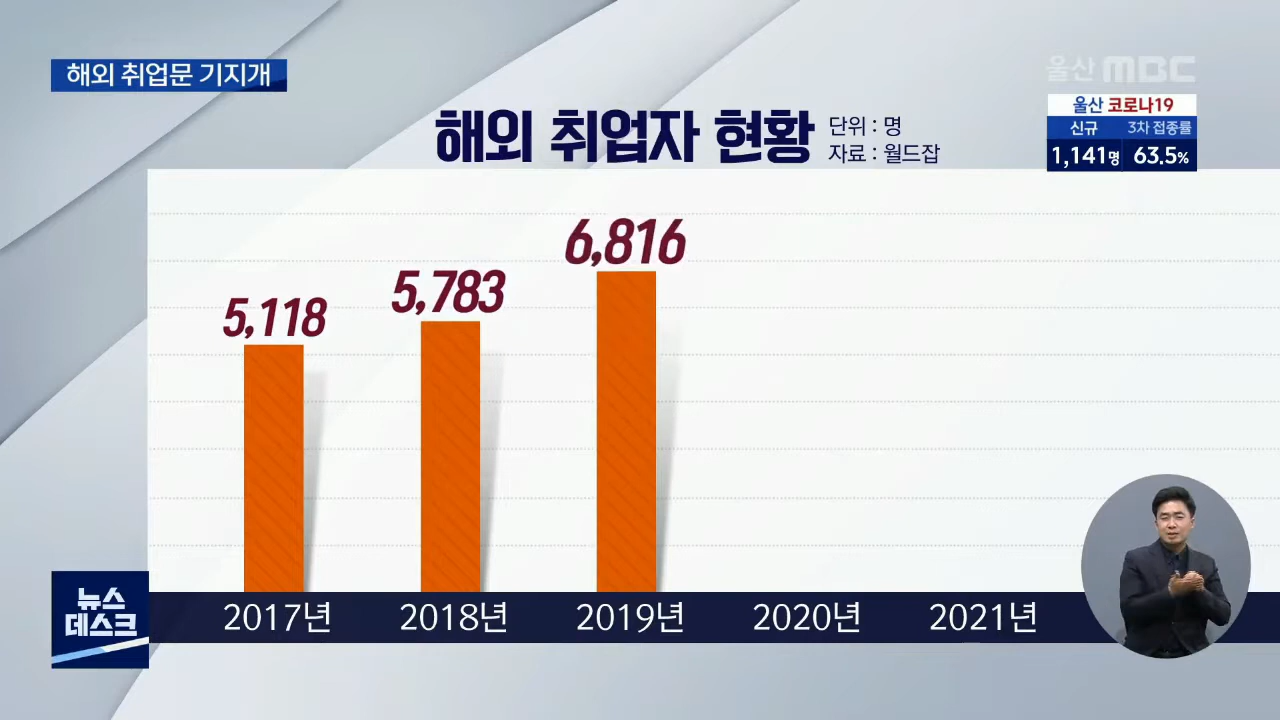 해외 취업문 기지개
울산 MBC
울산 코로나19
신규 3차 접종률
1,141명 63.5%
해외 취업자 현황
단위 : 명
자료 : 월드잡
5,118
5,783
6,816
2017년 2018년 2019년 2020년 2021년
뉴스
데스크